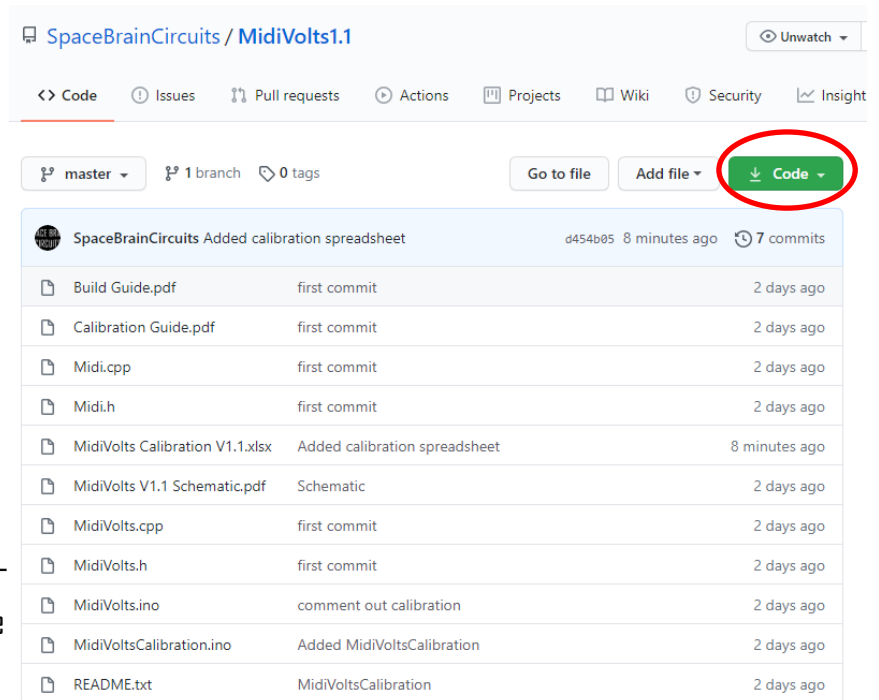 SpaceBrainCircuits / MidiVolts1.1 Unwatch
Code Issues Pull requests Actions Projects Wiki Security Insight
master 1 branch 0 tags Go to file Add file Code
SpaceBrainCircuits Added calibration spreadsheet d454b05 8 minutes ago 7 commits
Build Guide.pdf first commit 2 days ago
Calibration Guide.pdf first commit 2 days ago
Midi.cpp first commit 2 days ago
Midi.h first commit 2 days ago
MidiVolts Calibration V1.1.xlsx Added calibration spreadsheet 8 minutes ago
MidiVolts V1.1 Schematic.pdf Schematic 2 days ago
MidiVolts.cpp first commit 2 days ago
MidiVolts.h first commit 2 days ago
MidiVolts.ino comment out calibration 2 days ago
MidiVoltsCalibration.ino Added MidiVoltsCalibration 2 days ago
README.txt MidiVoltsCalibration 2 days ago